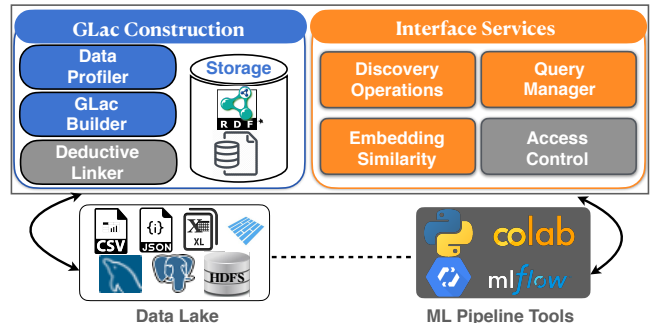 GLac Construction
Interface Services
Data
Profiler
GLac
Builder
Deductive
Linker
Storage
RDF*
Discovery
Operations
Query
Manager
Embedding
Similarity
Access
Control
CSV
{i}
JSON
X
XL
HDFS
colab
mlflow
Data Lake
ML Pipeline Tools